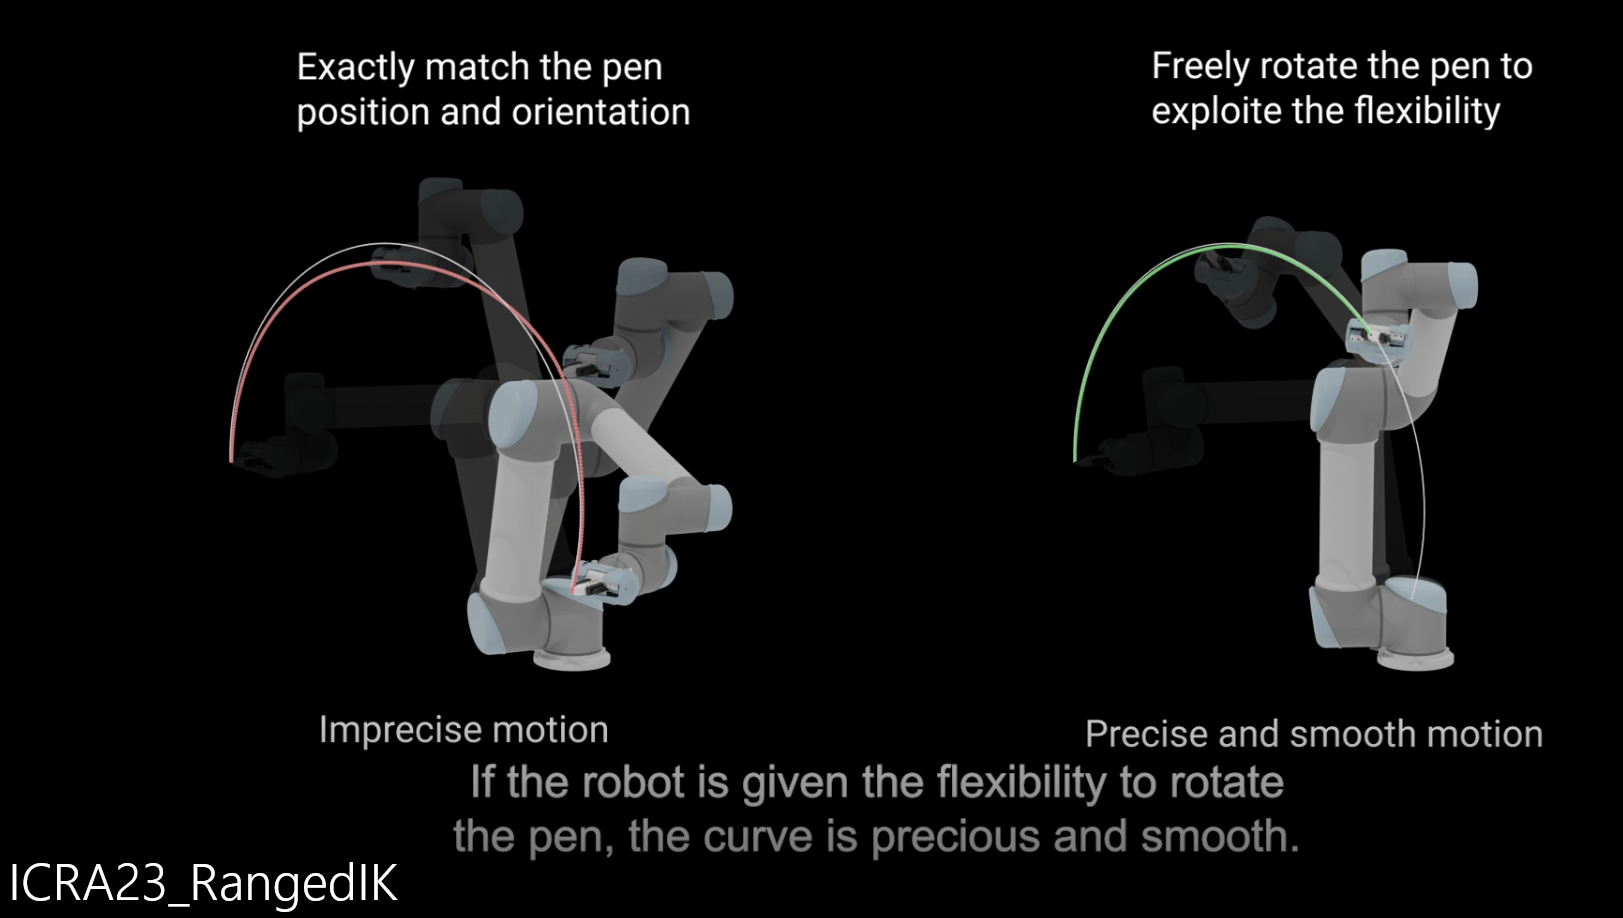 Exactly match the pen
position and orientation
Freely rotate the pen to
exploite the flexibility
Imprecise motion
Precise and smooth motion
If the robot is given the flexibility to rotate
the pen, the curve is precious and smooth.
ICRA23_RangedIK